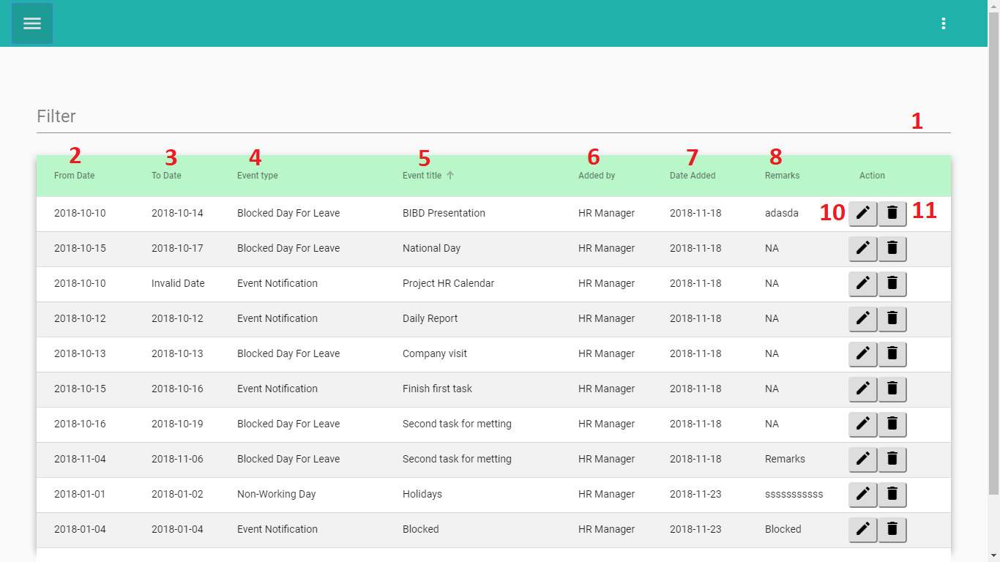 Filter
1
2 3 4 5 6 7 8
From Date To Date Event type Event title Added by Date Added Remarks Action
2018-10-10 2018-10-14 Blocked Day For Leave BIBD Presentation HR Manager 2018-11-18 adasda 10 11
2018-10-15 2018-10-17 Blocked Day For Leave National Day HR Manager 2018-11-18 NA
2018-10-10 Invalid Date Event Notification Project HR Calendar HR Manager 2018-11-18 NA
2018-10-12 2018-10-12 Event Notification Daily Report HR Manager 2018-11-18 NA
2018-10-13 2018-10-13 Blocked Day For Leave Company visit HR Manager 2018-11-18 NA
2018-10-15 2018-10-16 Event Notification Finish first task HR Manager 2018-11-18 NA
2018-10-16 2018-10-19 Blocked Day For Leave Second task for metting HR Manager 2018-11-18 NA
2018-11-04 2018-11-06 Blocked Day For Leave Second task for metting HR Manager 2018-11-18 Remarks
2018-01-01 2018-01-02 Non-Working Day Holidays HR Manager 2018-11-23 sssssssssss
2018-01-04 2018-01-04 Event Notification Blocked HR Manager 2018-11-23 Blocked